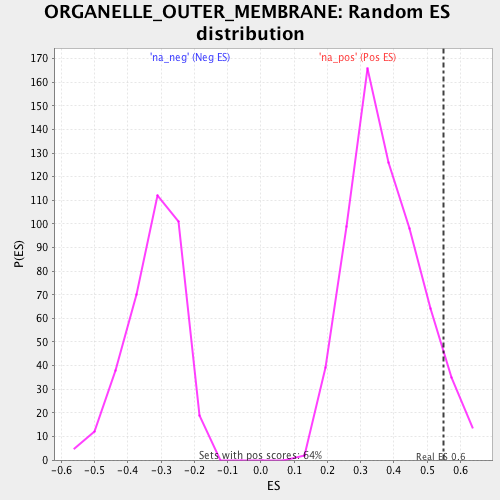 ORGANELLE_OUTER_MEMBRANE: Random ES
distribution
'na_neg' (Neg ES)
'na_pos' (Pos ES)
170
160
150
140
130
120
110
100
90
80
70
60
50
40
30
20
10
0
P(ES)
Sets with pos scores: 64%
Real ES 0.6
-0.6 -0.5 -0.4 -0.3 -0.2 -0.1 0.0 0.1 0.2 0.3 0.4 0.5 0.6
ES